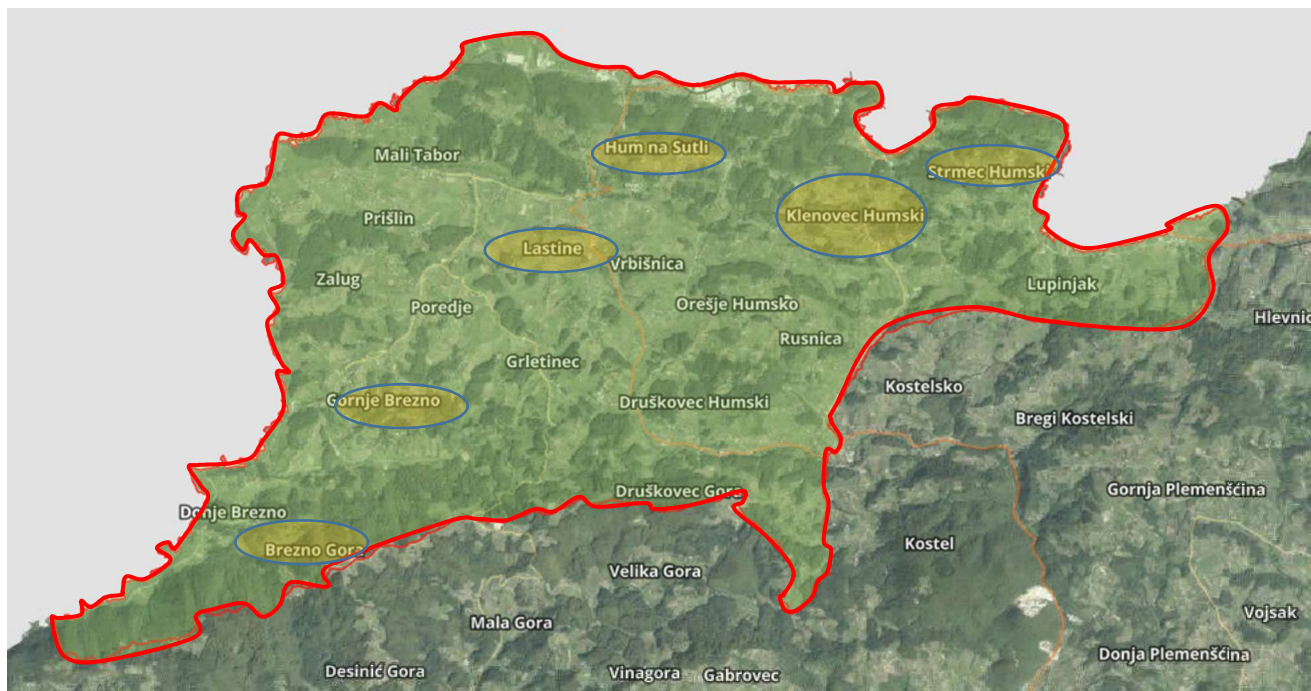 Hum na Sutli
Mali Tabor
Strmec Humski
Prišlin
Klenovec Humski
Lastine
Vrbišnica
Zalug
Lupinjak
Poredje
Orešje Humsko
Hlevnic
Rusnica
Grletinec
Kostelsko
Gornje Brezno
Druškovec Humski
Bregi Kostelski
Druškovec Gora
Gornja Plemenšćina
Donje Brezno
Brezno Gora
Kostel
Velika Gora
Mala Gora
Vojsak
Donja Plemenšćina
Desinić Gora
Vinagora
Gabrovec